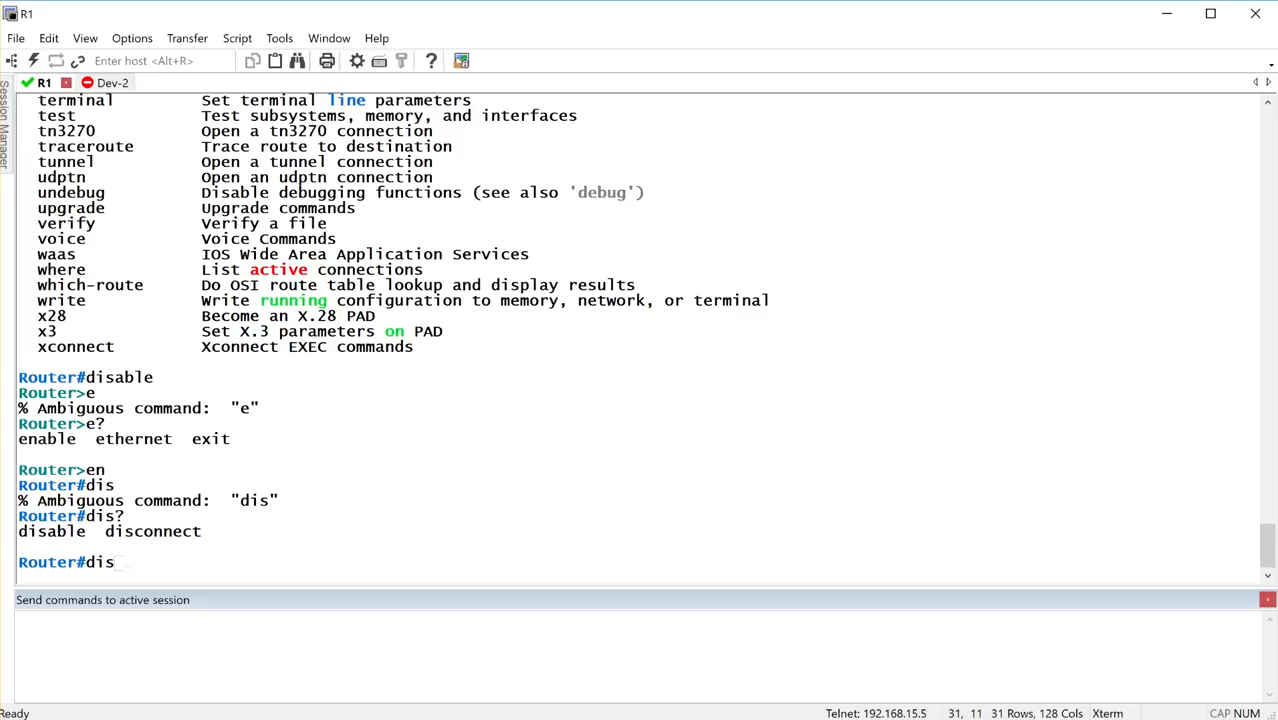 R1
File Edit View Options Transfer Script Tools Window Help
Enter host <Alt+R>
R1 Dev-2
Session Manager
terminal Set terminal line parameters
test Test subsystems, memory, and interfaces
tn3270 Open a tn3270 connection
traceroute Trace route to destination
tunnel Open a tunnel connection
udptn Open an udptn connection
undebug Disable debugging functions (see also 'debug')
upgrade Upgrade commands
verify Verify a file
voice Voice Commands
waas IOS Wide Area Application Services
where List active connections
which-route Do OSI route table lookup and display results
write Write running configuration to memory, network, or terminal
x28 Become an X.28 PAD
x3 Set X.3 parameters on PAD
xconnect Xconnect EXEC commands
Router#disable
Router>e
% Ambiguous command: "e"
Router>e?
enable ethernet exit
Router>en
Router#dis
% Ambiguous command: "dis"
Router#dis?
disable disconnect
Router#dis
Send commands to active session
Ready Telnet: 192.168.15.5 31, 11 31 Rows, 128 Cols Xterm CAP NUM